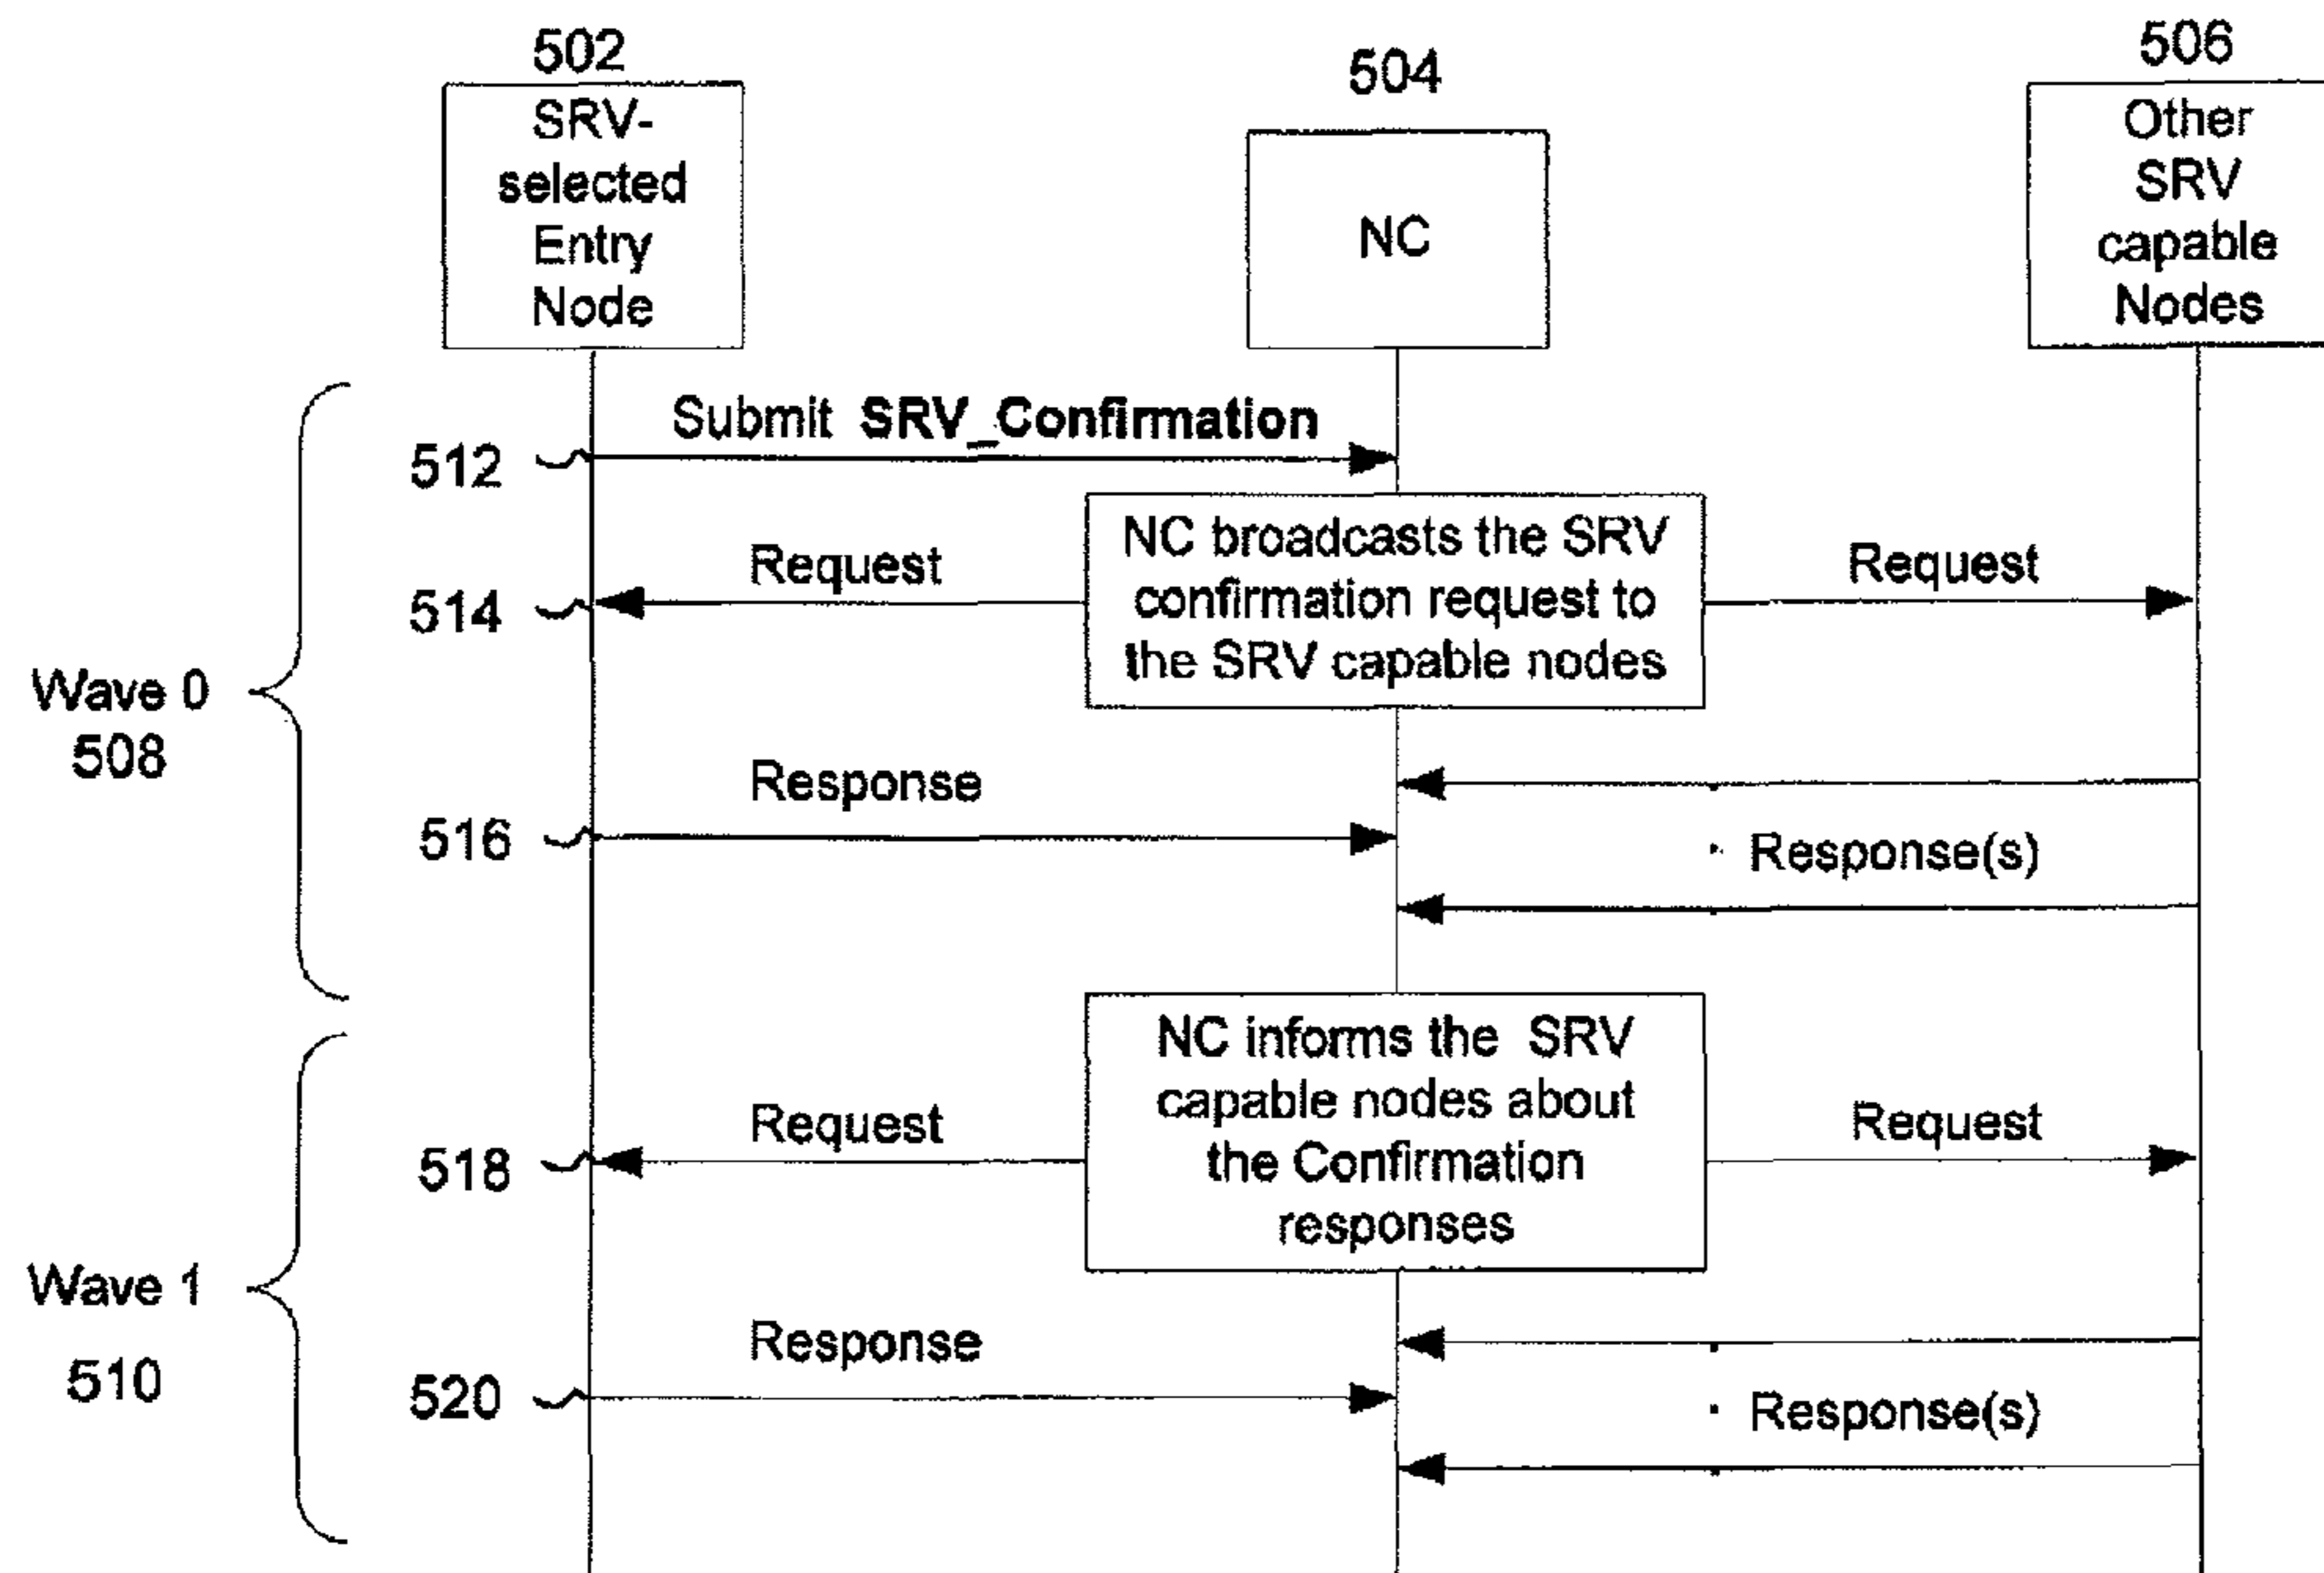 502
SRV-
selected
Entry
Node
504
NC
506
Other
SRV
capable
Nodes
Submit SRV_Confirmation
512
NC broadcasts the SRV
confirmation request to
the SRV capable nodes
Request
Request
514
Wave 0
508
Response
516
Response(s)
NC informs the SRV
capable nodes about
the Confirmation
responses
Request
Request
518
Wave 1
510
Response
520
Response(s)